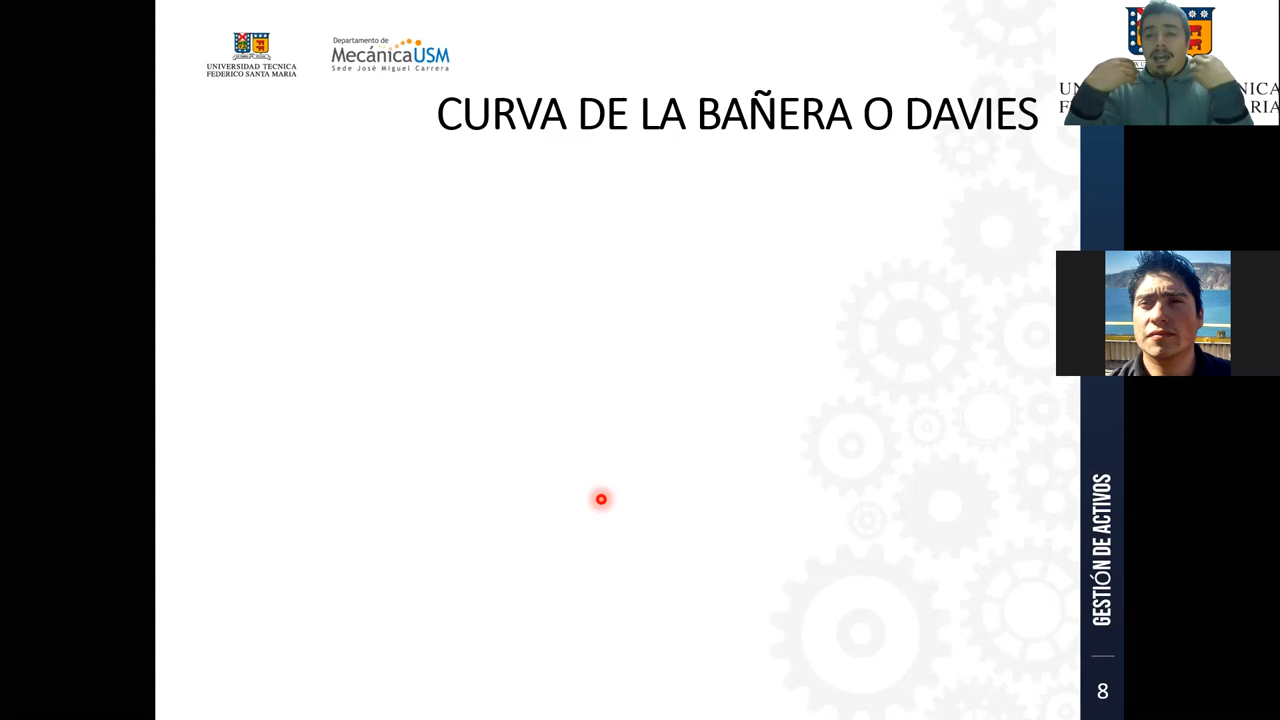 UNIVERSIDAD TECNICA
FEDERICO SANTA MARIA
Departamento de
MecánicaUSM
Sede José Miguel Carrera
CURVA DE LA BAÑERA O DAVIES
GESTIÓN DE ACTIVOS
8